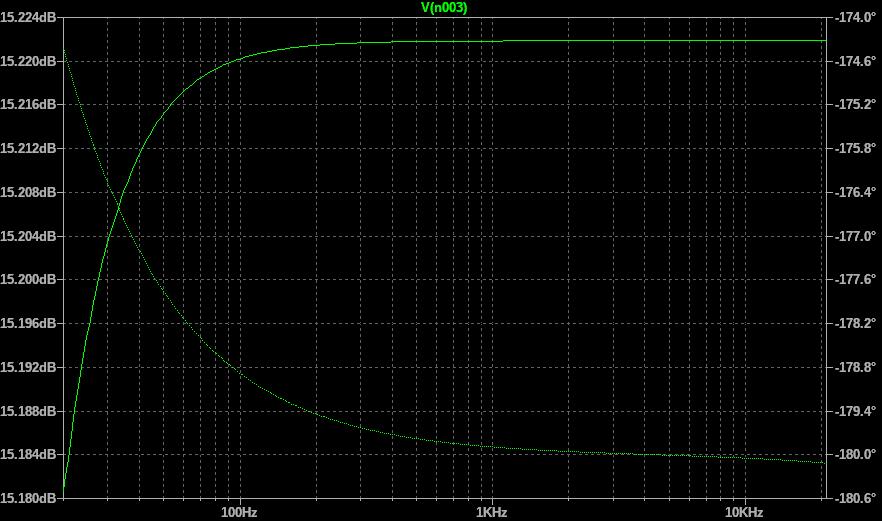 V(n003)
15.224dB
15.220dB
15.216dB
15.212dB
15.208dB
15.204dB
15.200dB
15.196dB
15.192dB
15.188dB
15.184dB
15.180dB
-174.0°
-174.6°
-175.2°
-175.8°
-176.4°
-177.0°
-177.6°
-178.2°
-178.8°
-179.4°
-180.0°
-180.6°
100Hz
1KHz
10KHz